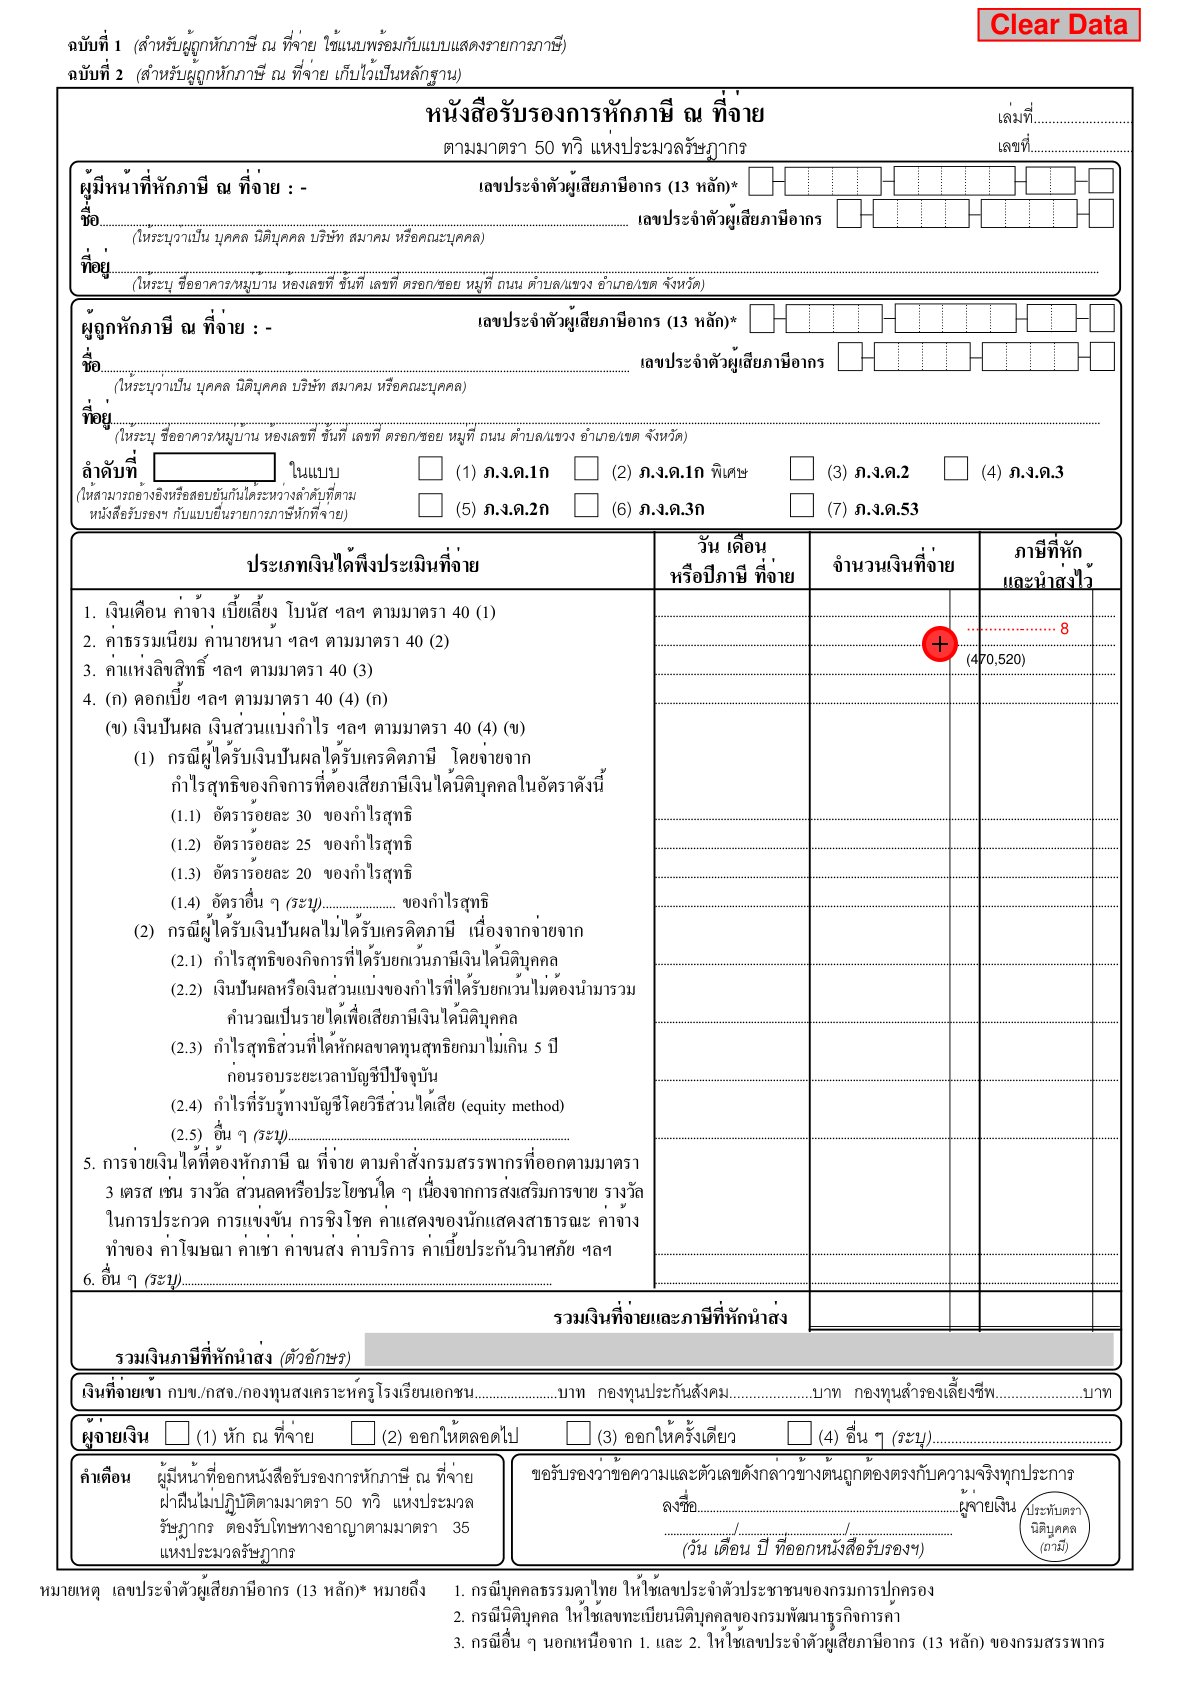 Clear Data
ฉบับที่ 1 (สำหรับผู้ถูกหักภาษี ณ ที่จ่าย ใช้แนบพร้อมกับแบบแสดงรายการภาษี)
ฉบับที่ 2 (สำหรับผู้ถูกหักภาษี ณ ที่จ่าย เก็บไว้เป็นหลักฐาน)
หนังสือรับรองการหักภาษี ณ ที่จ่าย
เล่มที่..........................
ตามมาตรา 50 ทวิ แห่งประมวลรัษฎากร
เลขที่............................
ผู้มีหน้าที่หักภาษี ณ ที่จ่าย : - เลขประจำตัวผู้เสียภาษีอากร (13 หลัก)*
ชื่อ.......................... เลขประจำตัวผู้เสียภาษีอากร
(ให้ระบุว่าเป็น บุคคล นิติบุคคล บริษัท สมาคม หรือคณะบุคคล)
ที่อยู่..........................
(ให้ระบุ ชื่ออาคาร/หมู่บ้าน ห้องเลขที่ ชั้นที่ เลขที่ ตรอก/ซอย หมู่ที่ ถนน ตำบล/แขวง อำเภอ/เขต จังหวัด)
ผู้ถูกหักภาษี ณ ที่จ่าย : - เลขประจำตัวผู้เสียภาษีอากร (13 หลัก)*
ชื่อ.......................... เลขประจำตัวผู้เสียภาษีอากร
(ให้ระบุว่าเป็น บุคคล นิติบุคคล บริษัท สมาคม หรือคณะบุคคล)
ที่อยู่..........................
(ให้ระบุ ชื่ออาคาร/หมู่บ้าน ห้องเลขที่ ชั้นที่ เลขที่ ตรอก/ซอย หมู่ที่ ถนน ตำบล/แขวง อำเภอ/เขต จังหวัด)
ลำดับที่ ในแบบ (1) ภ.ง.ด.1ก (2) ภ.ง.ด.1ก พิเศษ (3) ภ.ง.ด.2 (4) ภ.ง.ด.3
(ให้สามารถอ้างอิงหรือสอบยันกันได้ระหว่างลำดับที่ตาม
หนังสือรับรองฯ กับแบบยื่นรายการภาษีหักที่จ่าย)
(5) ภ.ง.ด.2ก (6) ภ.ง.ด.3ก (7) ภ.ง.ด.53
ประเภทเงินได้พึงประเมินที่จ่าย
วัน เดือน
หรือปีภาษี ที่จ่าย
จำนวนเงินที่จ่าย
ภาษีที่หัก
และนำส่งไว้
1. เงินเดือน ค่าจ้าง เบี้ยเลี้ยง โบนัส ฯลฯ ตามมาตรา 40 (1)
8
2. ค่าธรรมเนียม ค่านายหน้า ฯลฯ ตามมาตรา 40 (2)
(470,520)
3. ค่าแห่งลิขสิทธิ์ ฯลฯ ตามมาตรา 40 (3)
4. (ก) ดอกเบี้ย ฯลฯ ตามมาตรา 40 (4) (ก)
(ข) เงินปันผล เงินส่วนแบ่งกำไร ฯลฯ ตามมาตรา 40 (4) (ข)
(1) กรณีผู้ได้รับเงินปันผลได้รับเครดิตภาษี โดยจ่ายจาก
กำไรสุทธิของกิจการที่ต้องเสียภาษีเงินได้นิติบุคคลในอัตราดังนี้
(1.1) อัตราร้อยละ 30 ของกำไรสุทธิ
(1.2) อัตราร้อยละ 25 ของกำไรสุทธิ
(1.3) อัตราร้อยละ 20 ของกำไรสุทธิ
(1.4) อัตราอื่น ๆ (ระบุ)...................... ของกำไรสุทธิ
(2) กรณีผู้ได้รับเงินปันผลไม่ได้รับเครดิตภาษี เนื่องจากจ่ายจาก
(2.1) กำไรสุทธิของกิจการที่ได้รับยกเว้นภาษีเงินได้นิติบุคคล
(2.2) เงินปันผลหรือเงินส่วนแบ่งของกำไรที่ได้รับยกเว้นไม่ต้องนำมารวม
คำนวณเป็นรายได้เพื่อเสียภาษีเงินได้นิติบุคคล
(2.3) กำไรสุทธิส่วนที่ได้หักผลขาดทุนสุทธิยกมาไม่เกิน 5 ปี
ก่อนรอบระยะเวลาบัญชีปีปัจจุบัน
(2.4) กำไรที่รับรู้ทางบัญชีโดยวิธีส่วนได้เสีย (equity method)
(2.5) อื่น ๆ (ระบุ)..........................
5. การจ่ายเงินได้ที่ต้องหักภาษี ณ ที่จ่าย ตามคำสั่งกรมสรรพากรที่ออกตามมาตรา
3 เตรส เช่น รางวัล ส่วนลดหรือประโยชน์ใด ๆ เนื่องจากการส่งเสริมการขาย รางวัล
ในการประกวด การแข่งขัน การชิงโชค ค่าแสดงของนักแสดงสาธารณะ ค่าจ้าง
ทำของ ค่าโฆษณา ค่าเช่า ค่าขนส่ง ค่าบริการ ค่าเบี้ยประกันวินาศภัย ฯลฯ
6. อื่น ๆ (ระบุ)..........................
รวมเงินที่จ่ายและภาษีที่หักนำส่ง
รวมเงินภาษีที่หักนำส่ง (ตัวอักษร)
เงินที่จ่ายเข้า กบข./กสจ./กองทุนสงเคราะห์ครูโรงเรียนเอกชน......................บาท กองทุนประกันสังคม......................บาท กองทุนสำรองเลี้ยงชีพ......................บาท
ผู้จ่ายเงิน (1) หัก ณ ที่จ่าย (2) ออกให้ตลอดไป (3) ออกให้ครั้งเดียว (4) อื่น ๆ (ระบุ)..........................
คำเตือน ผู้มีหน้าที่ออกหนังสือรับรองการหักภาษี ณ ที่จ่าย
ฝ่าฝืนไม่ปฏิบัติตามมาตรา 50 ทวิ แห่งประมวล
รัษฎากร ต้องรับโทษทางอาญาตามมาตรา 35
แห่งประมวลรัษฎากร
ขอรับรองว่าข้อความและตัวเลขดังกล่าวข้างต้นถูกต้องตรงกับความจริงทุกประการ
ลงชื่อ..........................ผู้จ่ายเงิน
................../........................../..........................
(วัน เดือน ปี ที่ออกหนังสือรับรองฯ)
ประทับตรา
นิติบุคคล
(ถ้ามี)
หมายเหตุ เลขประจำตัวผู้เสียภาษีอากร (13 หลัก)* หมายถึง 1. กรณีบุคคลธรรมดาไทย ให้ใช้เลขประจำตัวประชาชนของกรมการปกครอง
2. กรณีนิติบุคคล ให้ใช้เลขทะเบียนนิติบุคคลของกรมพัฒนาธุรกิจการค้า
3. กรณีอื่น ๆ นอกเหนือจาก 1. และ 2. ให้ใช้เลขประจำตัวผู้เสียภาษีอากร (13 หลัก) ของกรมสรรพากร